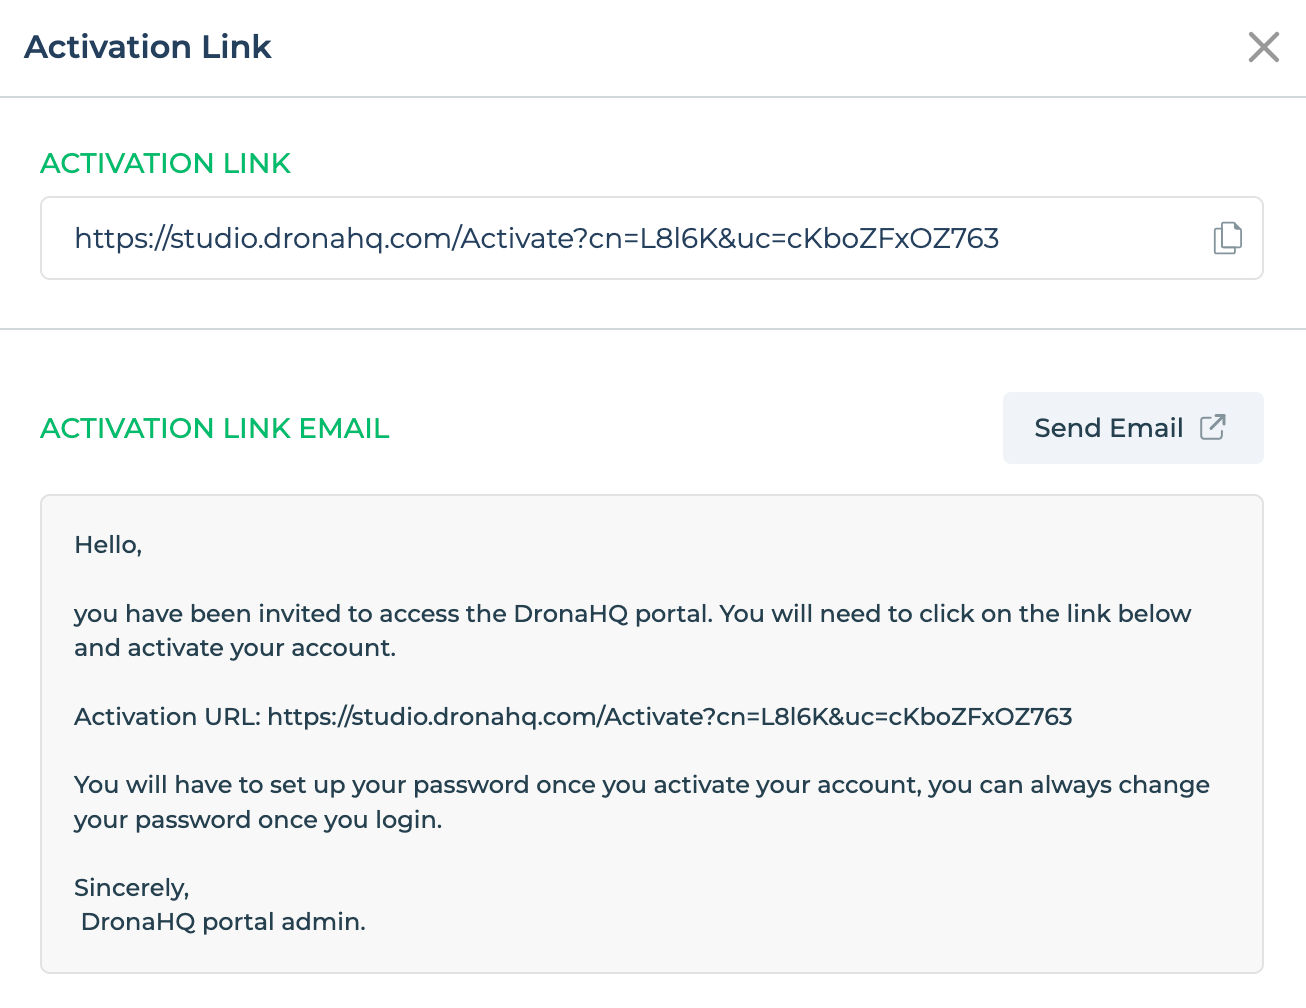 Activation Link
ACTIVATION LINK
https://studio.dronahq.com/Activate?cn=L8l6K&uc=cKboZFxOZ763
ACTIVATION LINK EMAIL
Send Email
Hello,
you have been invited to access the DronaHQ portal. You will need to click on the link below
and activate your account.
Activation URL: https://studio.dronahq.com/Activate?cn=L8l6K&uc=cKboZFxOZ763
You will have to set up your password once you activate your account, you can always change
your password once you login.
Sincerely,
DronaHQ portal admin.